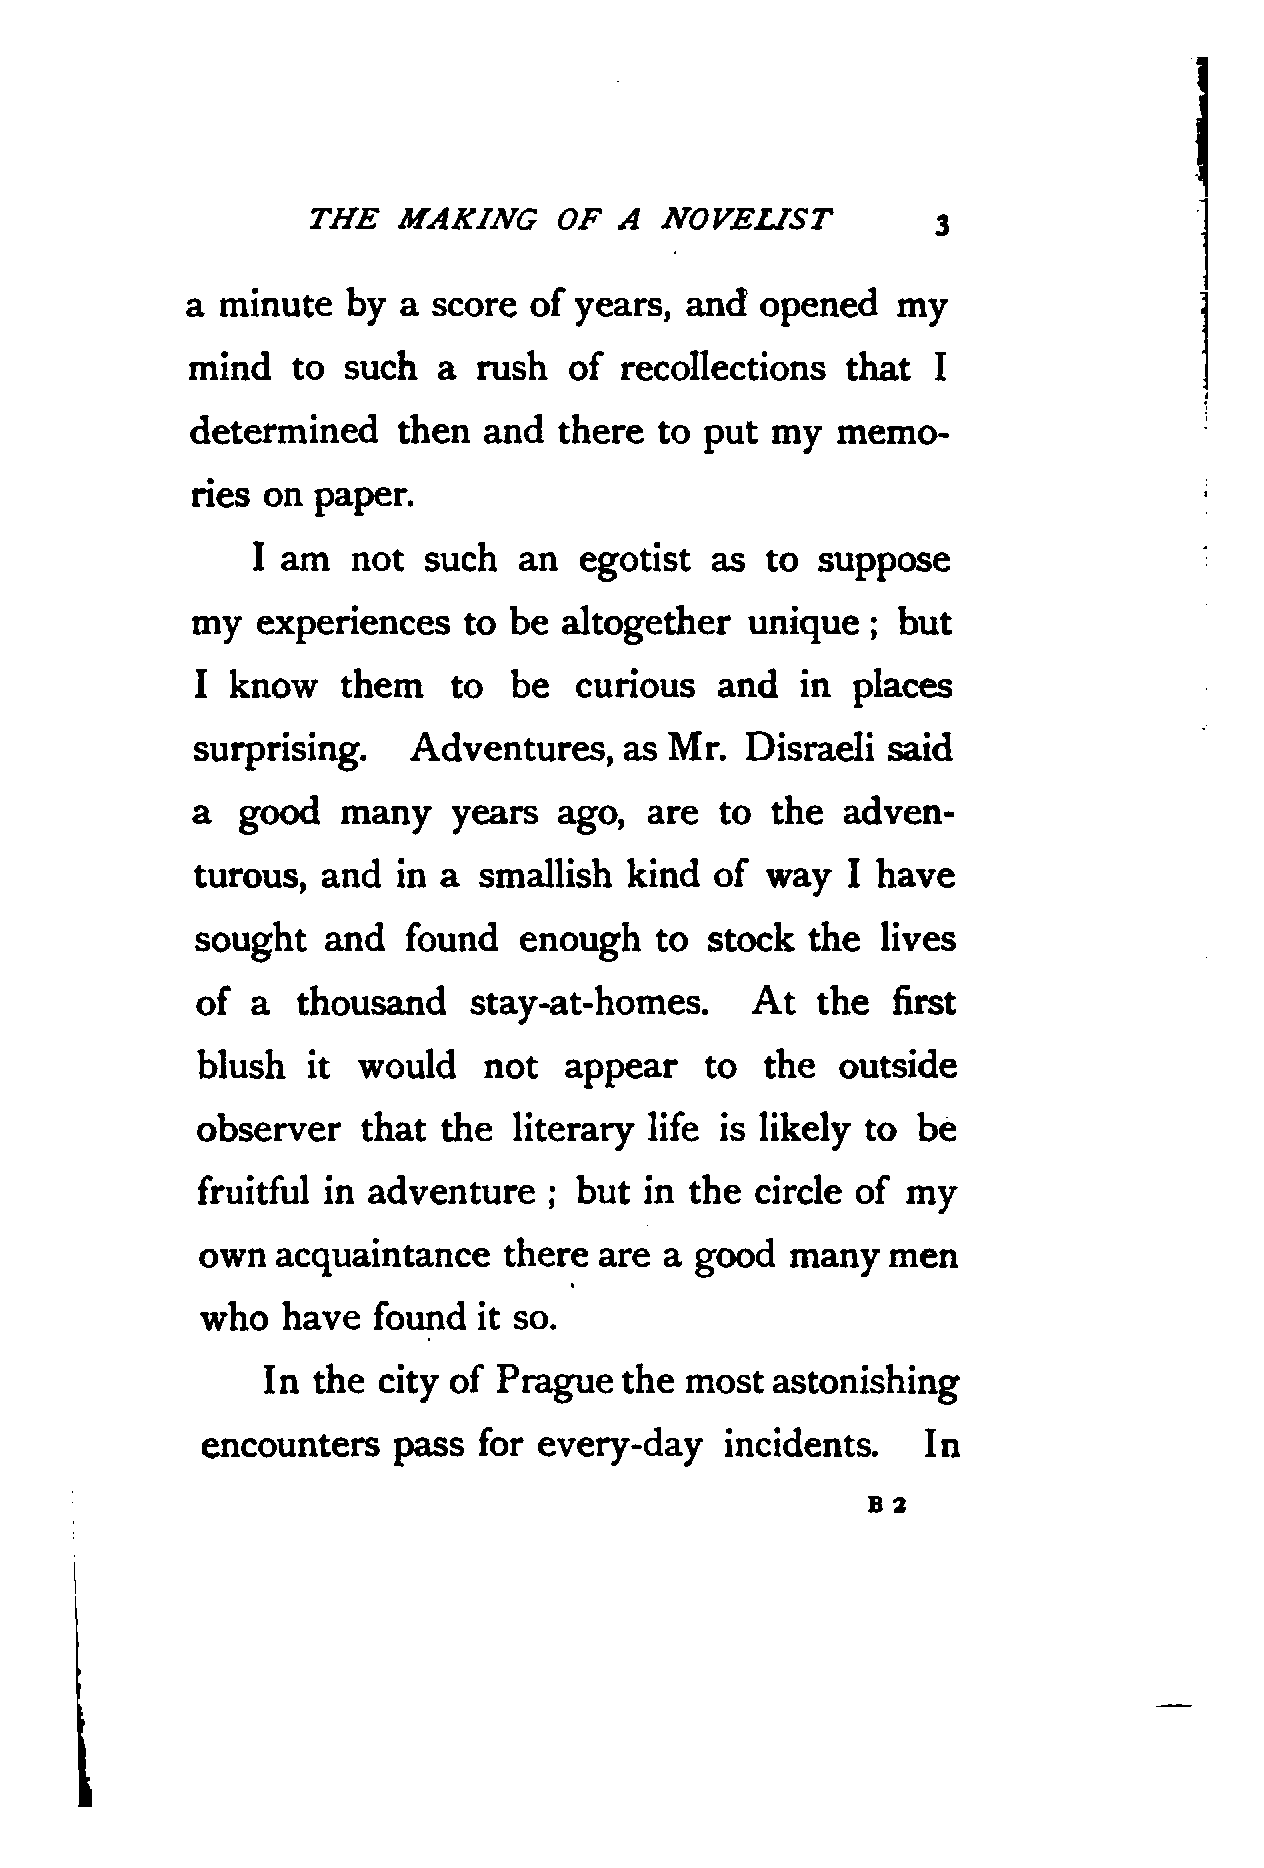 THE MAKING OF A NOVELIST 3
a minute by a score of years, and opened my
mind to such a rush of recollections that I
determined then and there to put my memo-
ries on paper.
I am not such an egotist as to suppose
my experiences to be altogether unique ; but
I know them to be curious and in places
surprising. Adventures, as Mr. Disraeli said
a good many years ago, are to the adven-
turous, and in a smallish kind of way I have
sought and found enough to stock the lives
of a thousand stay-at-homes. At the first
blush it would not appear to the outside
observer that the literary life is likely to be
fruitful in adventure ; but in the circle of my
own acquaintance there are a good many men
who have found it so.
In the city of Prague the most astonishing
encounters pass for every-day incidents. In
B 2